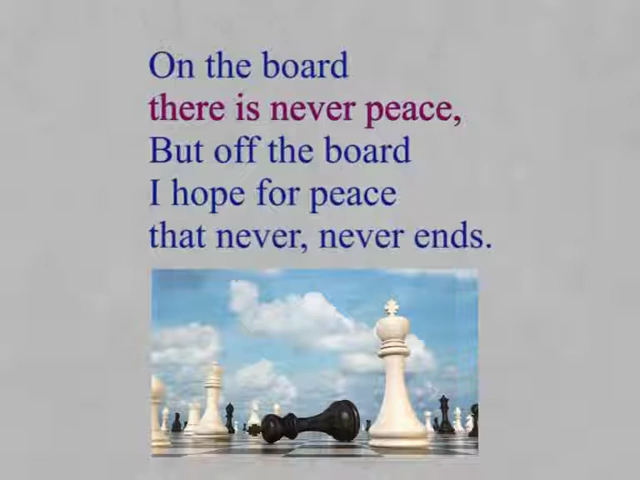 On the board
there is never peace,
But off the board
I hope for peace
that never, never ends.